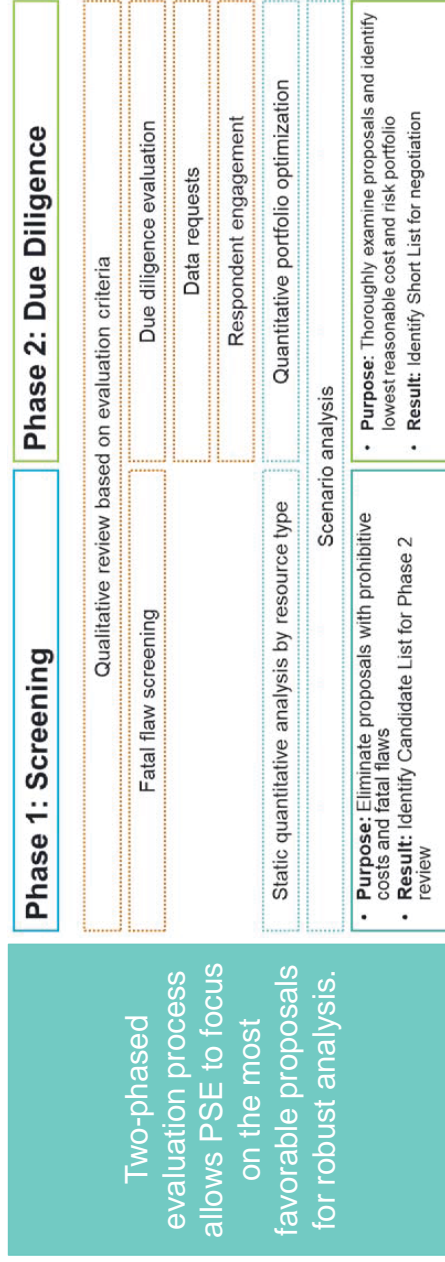 Two-phased
evaluation process
allows PSE to focus
on the most
favorable proposals
for robust analysis.
Phase 1: Screening
Phase 2: Due Diligence
Qualitative review based on evaluation criteria
Fatal flaw screening
Due diligence evaluation
Data requests
Respondent engagement
Static quantitative analysis by resource type
Quantitative portfolio optimization
Scenario analysis
• Purpose: Eliminate proposals with prohibitive
costs and fatal flaws
• Result: Identify Candidate List for Phase 2
review
• Purpose: Thoroughly examine proposals and identify
lowest reasonable cost and risk portfolio
• Result: Identify Short List for negotiation